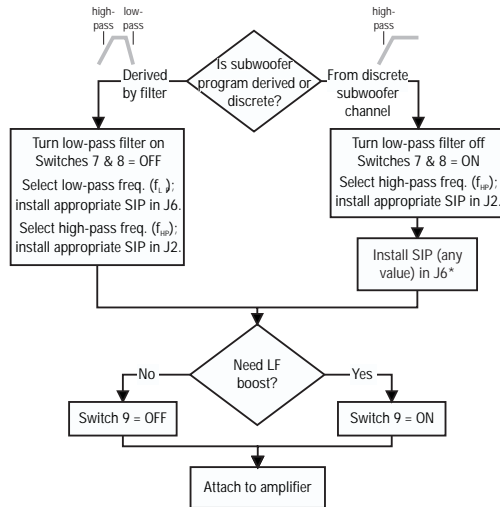 high-
pass
low-
pass
high-
pass
Is subwoofer
program derived or
discrete?
Derived
by filter
From discrete
subwoofer
channel
Turn low-pass filter on
Switches 7 & 8 = OFF
Select low-pass freq. (fL );
install appropriate SIP in J6.
Select high-pass freq. (fHP);
install appropriate SIP in J2.
Turn low-pass filter off
Switches 7 & 8 = ON
Select high-pass freq. (fHP);
install appropriate SIP in J2.
Install SIP (any
value) in J6*
Need LF
boost?
No
Yes
Switch 9 = OFF
Switch 9 = ON
Attach to amplifier